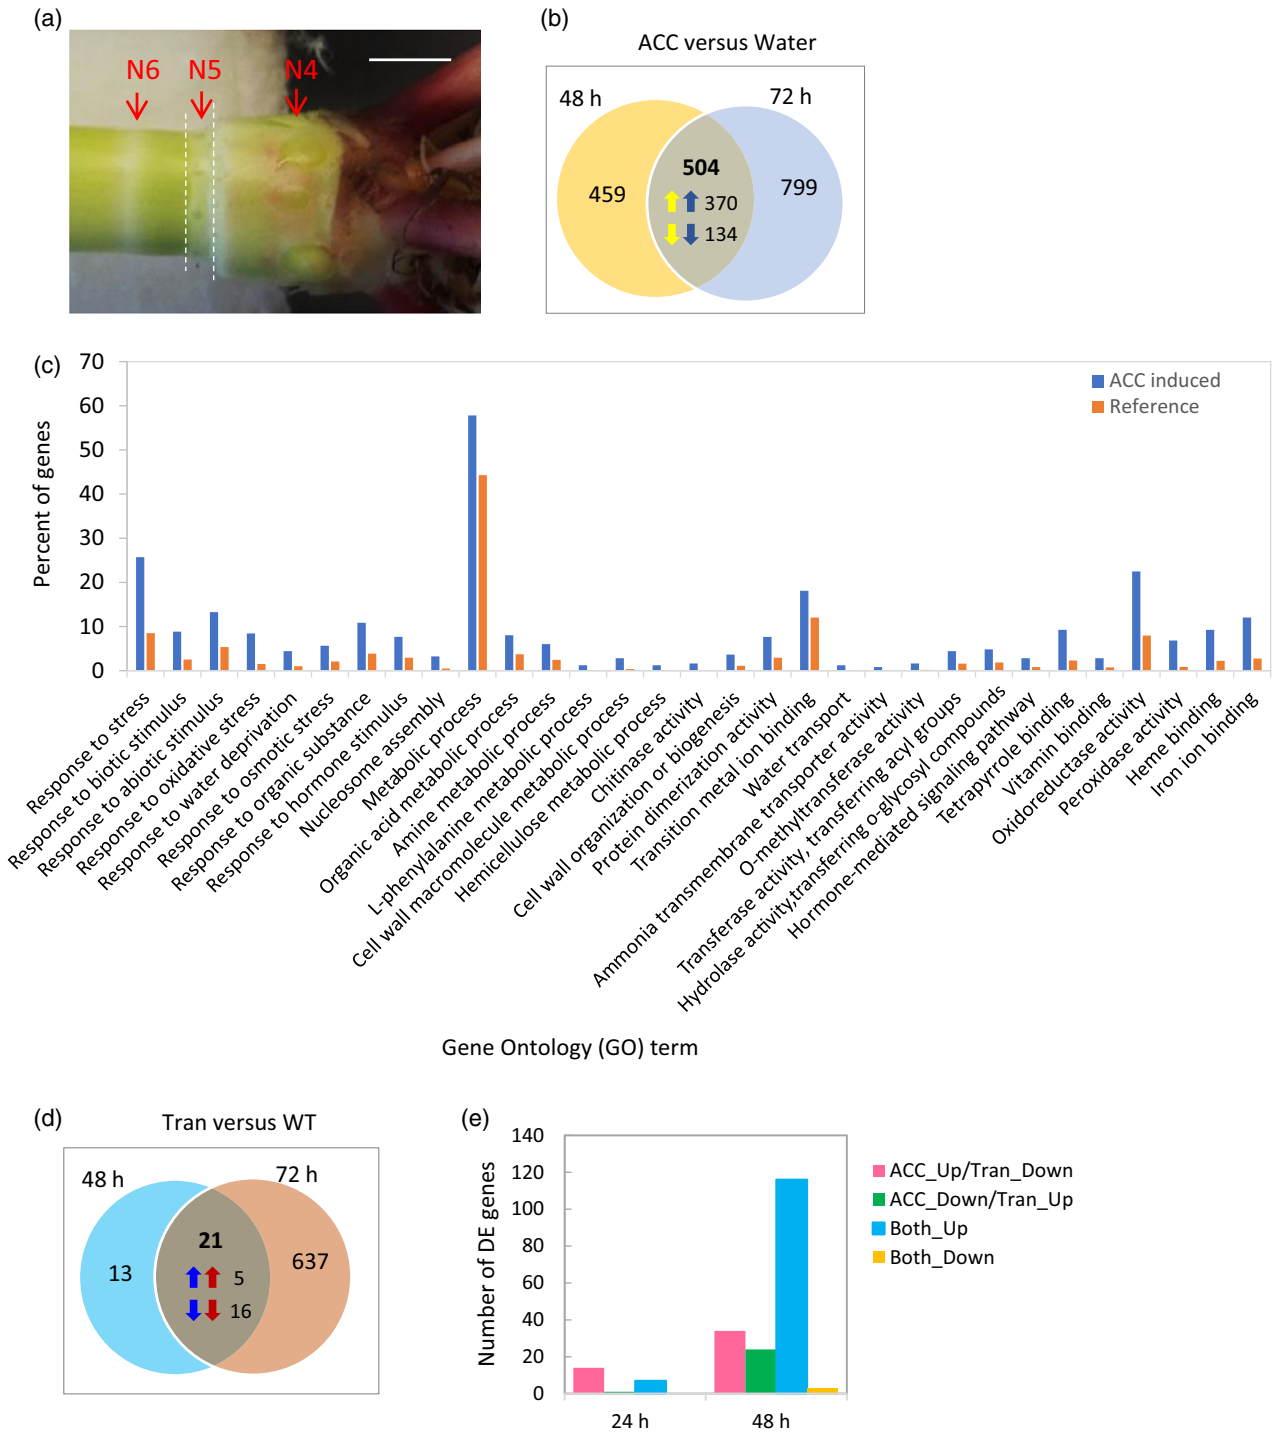 (a)
N6 N5 N4
(b)
ACC versus Water
48 h
72 h
504
459
799
370
134
(c)
70
60
50
40
30
20
10
0
Percent of genes
ACC induced
Reference
Response to stress
Response to biotic stimulus
Response to abiotic stimulus
Response to oxidative stress
Response to water deprivation
Response to osmotic stress
Response to organic substance
Response to hormone stimulus
Nucleosome assembly
Metabolic process
Organic acid metabolic process
Amine metabolic process
L-phenylalanine metabolic process
Cell wall macromolecule metabolic process
Hemicellulose metabolic process
Chitinase activity
Cell wall organization or biogenesis
Protein dimerization activity
Transition metal ion binding
Water transport
Ammonia transmembrane transporter activity
O-methyltransferase activity
Transferase activity, transferring acyl groups
Hydrolase activity,transferring o-glycosyl compounds
Hormone-mediated signaling pathway
Tetrapyrrole binding
Vitamin binding
Oxidoreductase activity
Peroxidase activity
Heme binding
Iron binding
Gene Ontology (GO) term
(d)
Tran versus WT
48 h
72 h
21
13
637
5
16
(e)
140
120
100
80
60
40
20
0
Number of DE genes
24 h
48 h
ACC_Up/Tran_Down
ACC_Down/Tran_Up
Both_Up
Both_Down